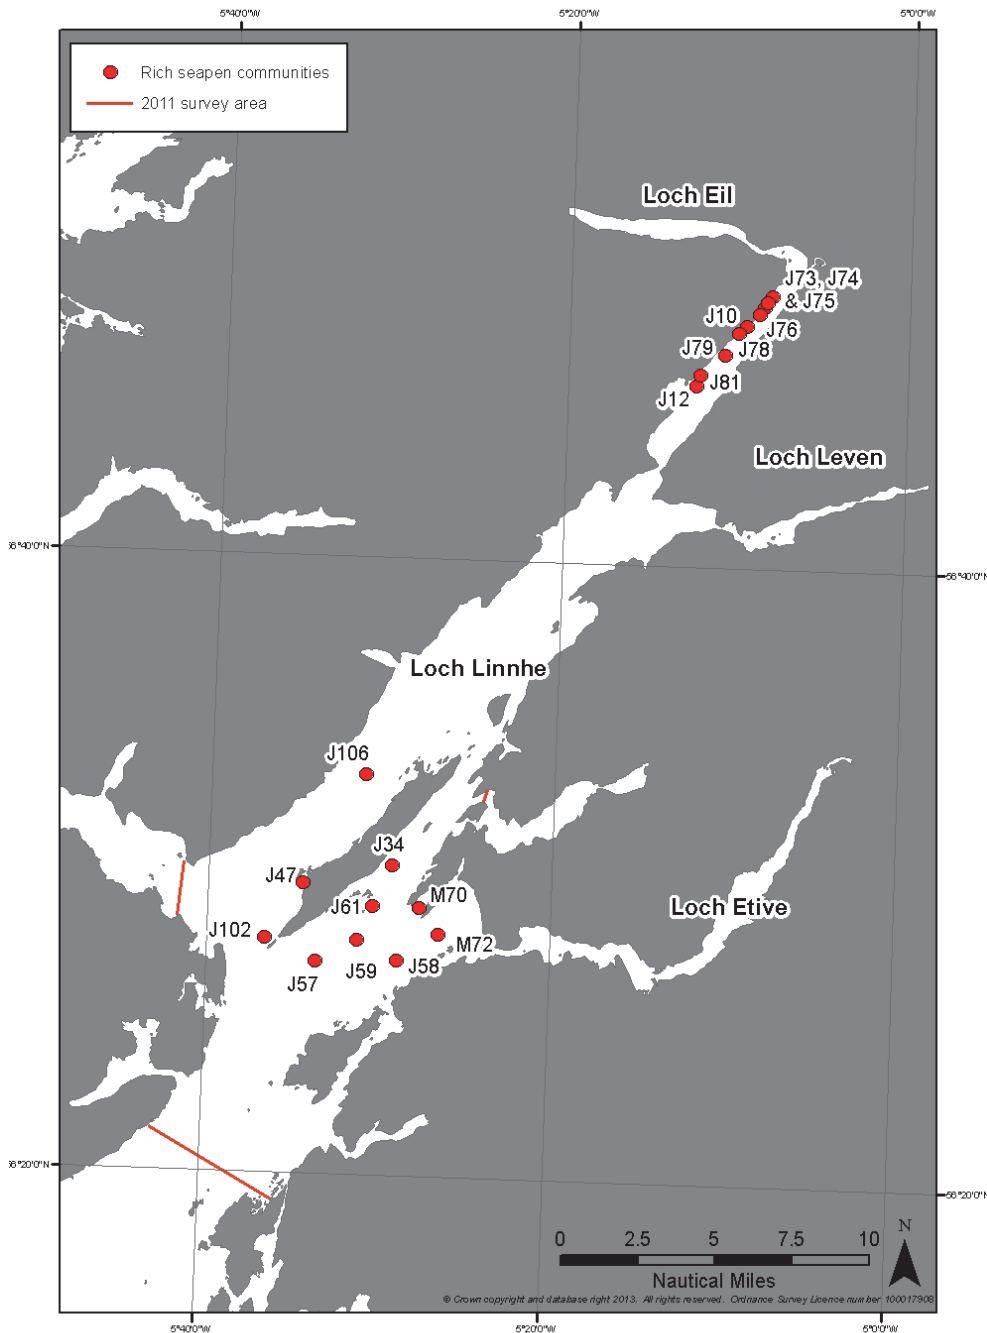 5°40'0"W
5°20'0"W
5°0'0"W
Rich seapen communities
2011 survey area
Loch Eil
J73, J74
& J75
J10
J76
J79
J78
J81
J12
Loch Leven
56°40'0"N
56°40'0"N
Loch Linnhe
J106
J34
J47
J61
M70
Loch Etive
J102
M72
J59
J58
J57
56°20'0"N
56°20'0"N
N
0 2.5 5 7.5 10
Nautical Miles
© Crown copyright and database right 2013. All rights reserved. Ordnance Survey Licence number 100017908
5°40'0"W
5°20'0"W
5°0'0"W